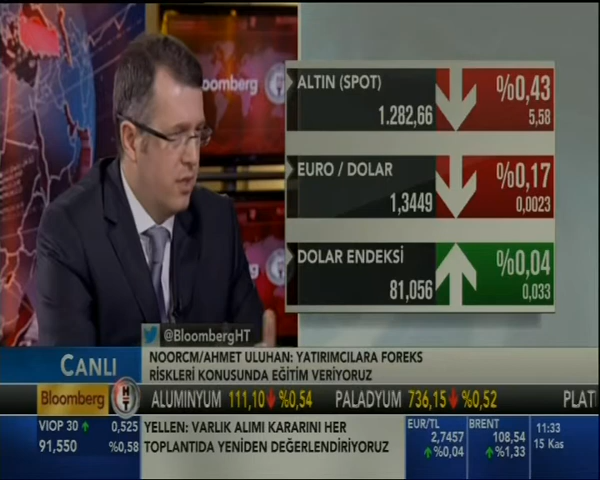 Bloomberg HT
ALTIN (SPOT)
1.282,66
%0,43
5,58
EURO / DOLAR
1,3449
%0,17
0,0023
DOLAR ENDEKSİ
81,056
%0,04
0,033
@BloombergHT
CANLI
NOORCM/AHMET ULUHAN: YATIRIMCILARA FOREKS
RİSKLERİ KONUSUNDA EĞİTİM VERİYORUZ
Bloomberg HT
ALUMINYUM 111,10 %0,54 PALADYUM 736,15 %0,52 PLATİ
VIOP 30 0,525
91,550 %0,58
YELLEN: VARLIK ALIMI KARARINI HER
TOPLANTIDA YENİDEN DEĞERLENDİRİYORUZ
EUR/TL
2,7457
%0,04
BRENT
108,54
%1,33
11:33
15 Kas